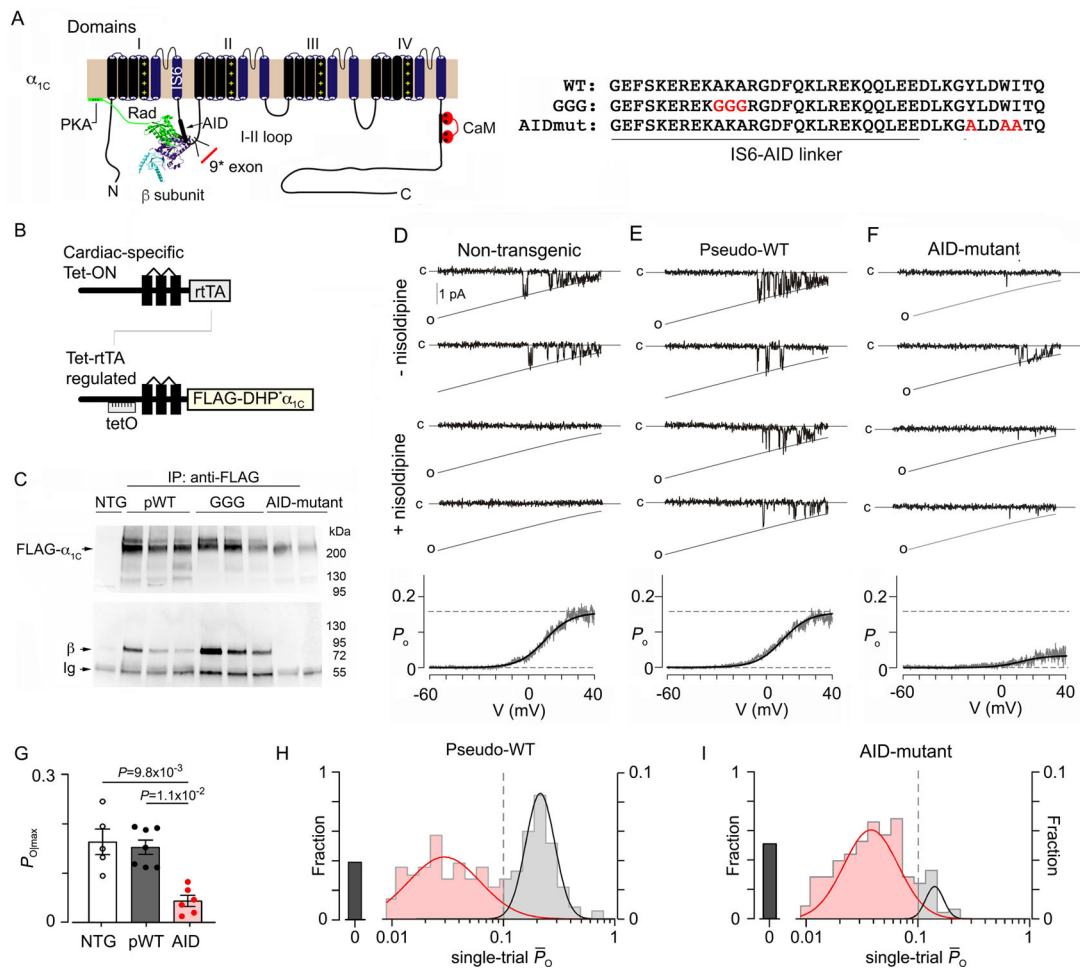 A
Domains
I II III IV
α1C
IS6
PKA
Rad
AID
I-II loop
CaM
9* exon
N
β subunit
C
WT: GEFSKEREKAKARGDFQKLREKQQLEEDLKGYLDWITQ
GGG: GEFSKEREKGGGRGDFQKLREKQQLEEDLKGYLDWITQ
AIDmut: GEFSKEREKAKARGDFQKLREKQQLEEDLKGALDAATQ
IS6-AID linker
B
Cardiac-specific
Tet-ON
rtTA
Tet-rtTA
regulated
FLAG-DHP*α1C
tetO
C
IP: anti-FLAG
NTG pWT GGG AID-mutant
kDa
FLAG-α1C
200
130
95
130
β
95
72
Ig
55
D
Non-transgenic
c
1 pA
o
- nisoldipine
c
c
o
+ nisoldipine
c
o
0.2
Po
0
-60 0 40
V (mV)
E
Pseudo-WT
c
o
c
c
o
c
o
0.2
Po
0
-60 0 40
V (mV)
F
AID-mutant
c
o
c
o
c
o
c
o
0.2
Po
0
-60 0 40
V (mV)
G
0.3
P=9.8x10-3
P=1.1x10-2
PO|max
0
NTG pWT AID
H
Pseudo-WT
1
0.1
Fraction
0
0
0 0.01 0.1 1
single-trial P̅O
I
AID-mutant
1
0.1
Fraction
Fraction
0
0
0 0.01 0.1 1
single-trial P̅O